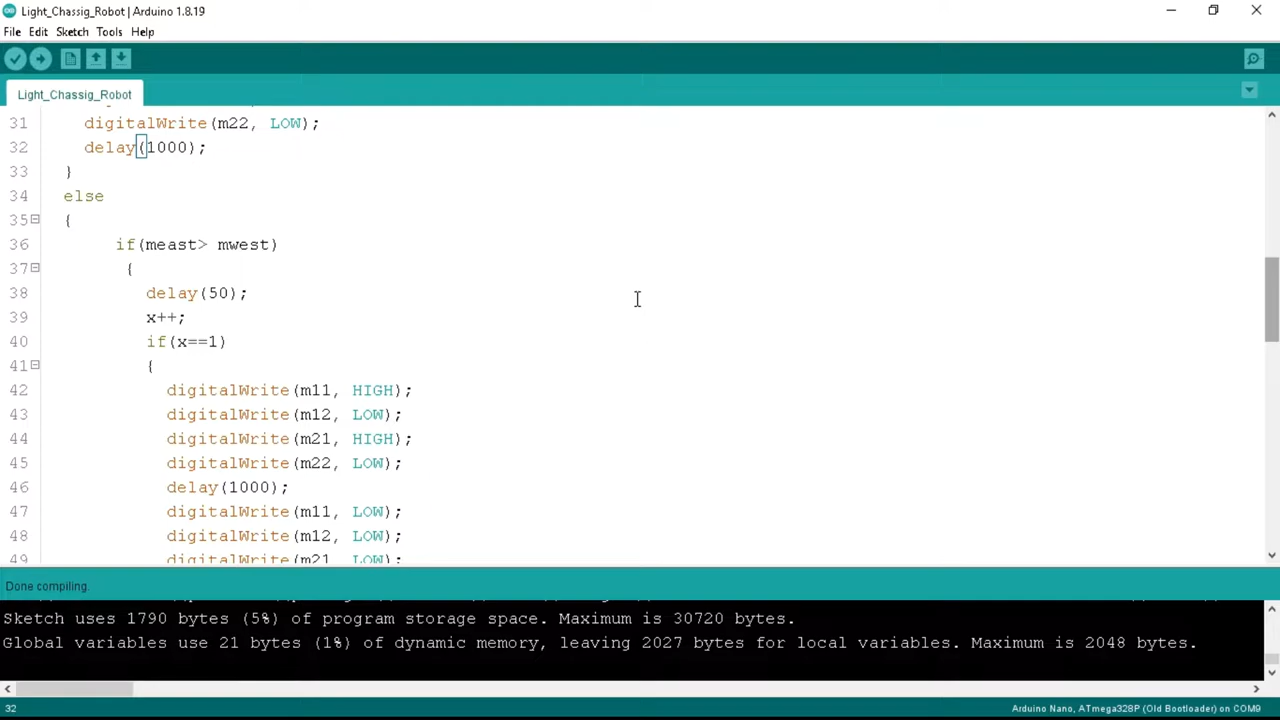 Light_Chassig_Robot | Arduino 1.8.19
File Edit Sketch Tools Help
Light_Chassig_Robot
31 digitalWrite(m22, LOW);
32 delay(1000);
33 }
34 else
35 {
36 if(meast> mwest)
37 {
38 delay(50);
39 x++;
40 if(x==1)
41 {
42 digitalWrite(m11, HIGH);
43 digitalWrite(m12, LOW);
44 digitalWrite(m21, HIGH);
45 digitalWrite(m22, LOW);
46 delay(1000);
47 digitalWrite(m11, LOW);
48 digitalWrite(m12, LOW);
49 digitalWrite(m21, LOW);
Done compiling.
Sketch uses 1790 bytes (5%) of program storage space. Maximum is 30720 bytes.
Global variables use 21 bytes (1%) of dynamic memory, leaving 2027 bytes for local variables. Maximum is 2048 bytes.
32 Arduino Nano, ATmega328P (Old Bootloader) on COM9